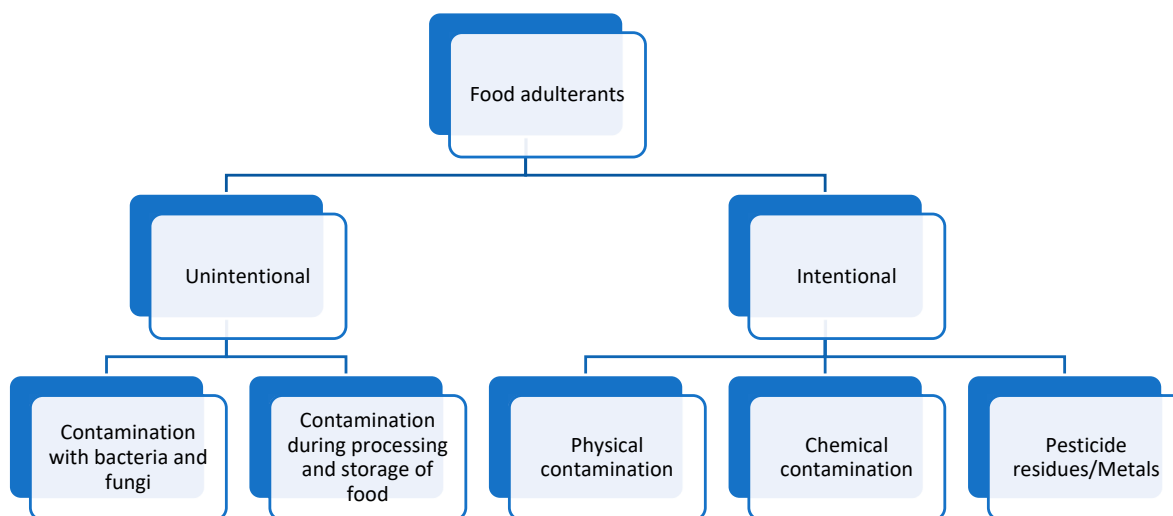 Food adulterants
Unintentional
Intentional
Contamination
with bacteria and
fungi
Contamination
during processing
and storage of
food
Physical
contamination
Chemical
contamination
Pesticide
residues/Metals